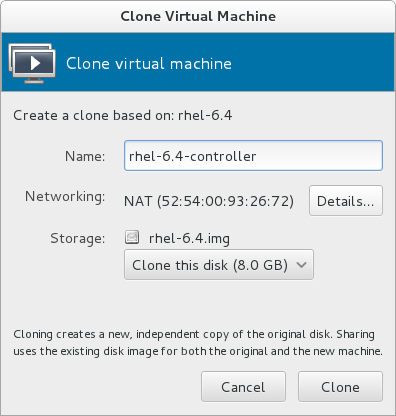 Clone Virtual Machine
Clone virtual machine
Create a clone based on: rhel-6.4
Name: rhel-6.4-controller
Networking: NAT (52:54:00:93:26:72) Details...
Storage: rhel-6.4.img
Clone this disk (8.0 GB)
Cloning creates a new, independent copy of the original disk. Sharing
uses the existing disk image for both the original and the new machine.
Cancel Clone